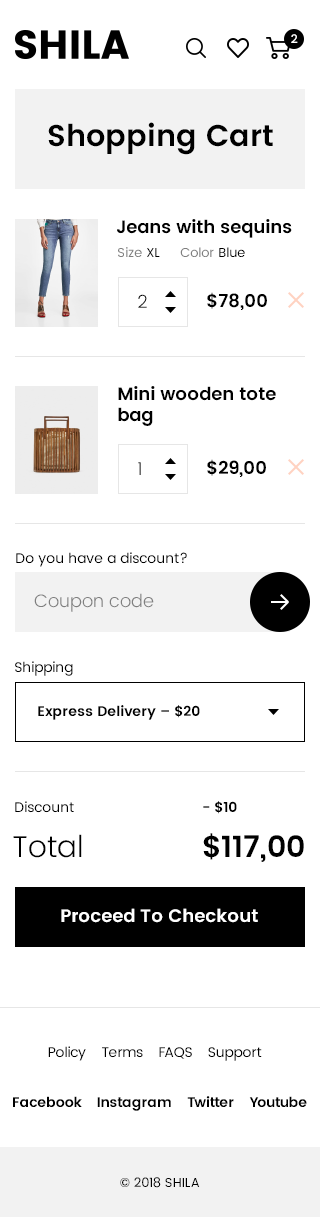 SHILA
2
Shopping Cart
Jeans with sequins
Size XL Color Blue
2 $78,00
Mini wooden tote
bag
1 $29,00
Do you have a discount?
Coupon code
Shipping
Express Delivery – $20
Discount - $10
Total $117,00
Proceed To Checkout
Policy Terms FAQS Support
Facebook Instagram Twitter Youtube
© 2018 SHILA